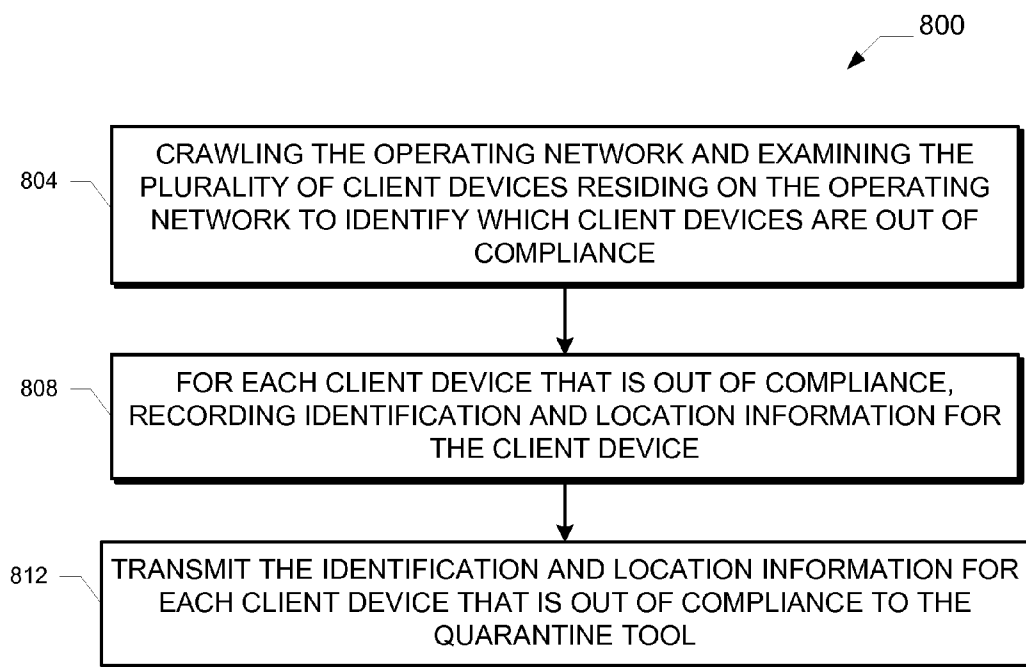 800
804
CRAWLING THE OPERATING NETWORK AND EXAMINING THE
PLURALITY OF CLIENT DEVICES RESIDING ON THE OPERATING
NETWORK TO IDENTIFY WHICH CLIENT DEVICES ARE OUT OF
COMPLIANCE
808
FOR EACH CLIENT DEVICE THAT IS OUT OF COMPLIANCE,
RECORDING IDENTIFICATION AND LOCATION INFORMATION FOR
THE CLIENT DEVICE
812
TRANSMIT THE IDENTIFICATION AND LOCATION INFORMATION FOR
EACH CLIENT DEVICE THAT IS OUT OF COMPLIANCE TO THE
QUARANTINE TOOL